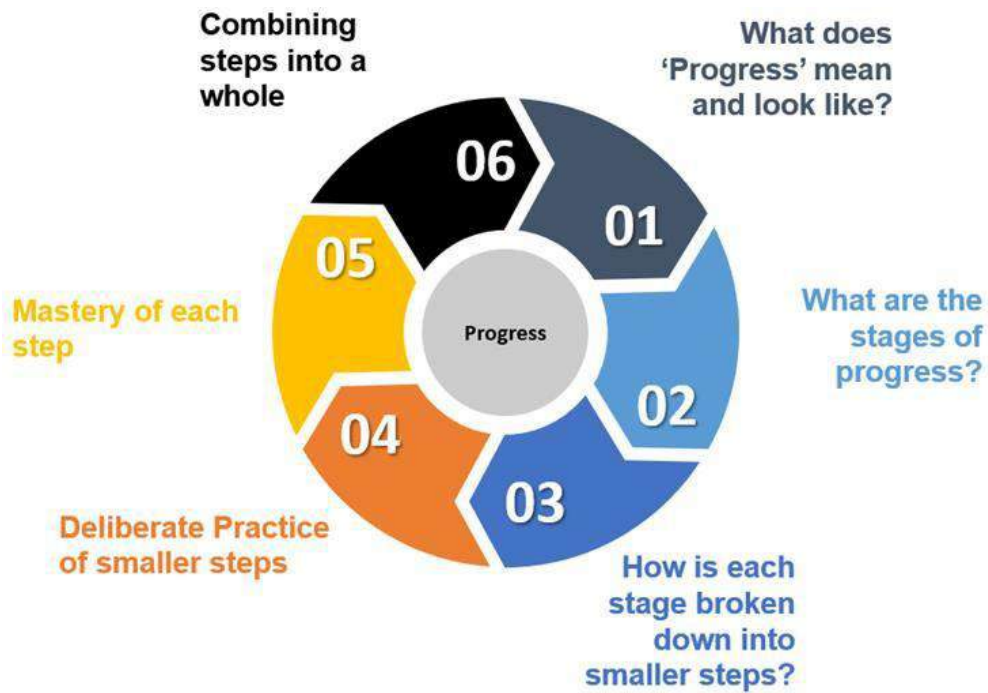 Combining
steps into a
whole
What does
‘Progress’ mean
and look like?
06
01
05
Mastery of each
step
Progress
What are the
stages of
progress?
02
04
03
Deliberate Practice
of smaller steps
How is each
stage broken
down into
smaller steps?